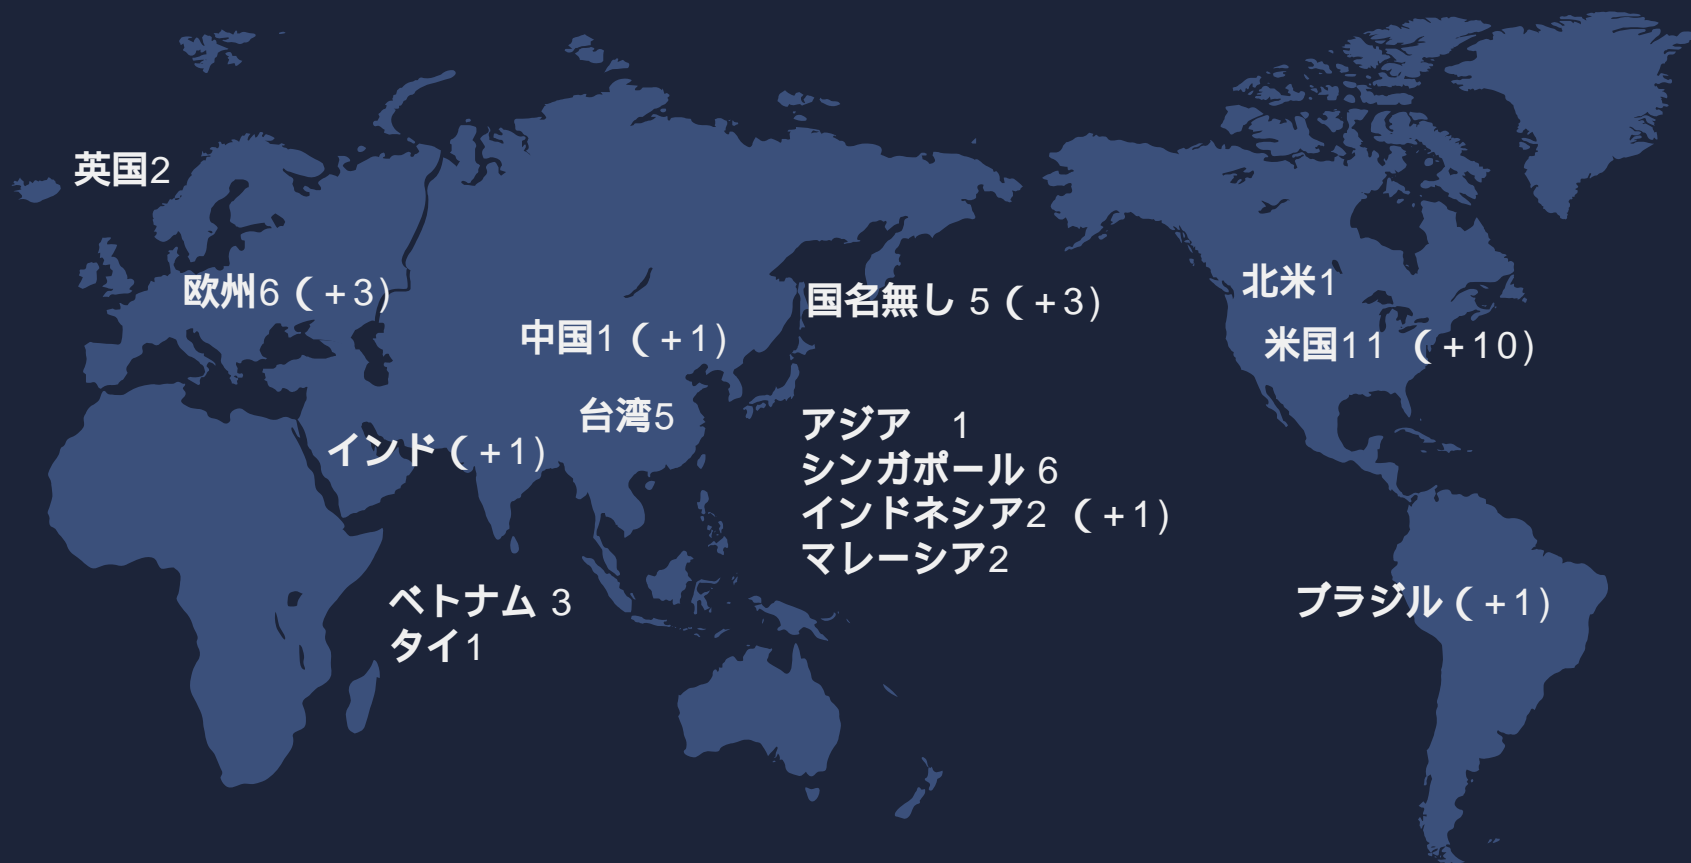 英国2
欧州6（+3）
中国1（+1）
台湾5
インド（+1）
国名無し 5（+3）
アジア　1
シンガポール 6
インドネシア2 （+1）
マレーシア2
ベトナム 3
タイ1
北米1
米国11 （+10）
ブラジル（+1）